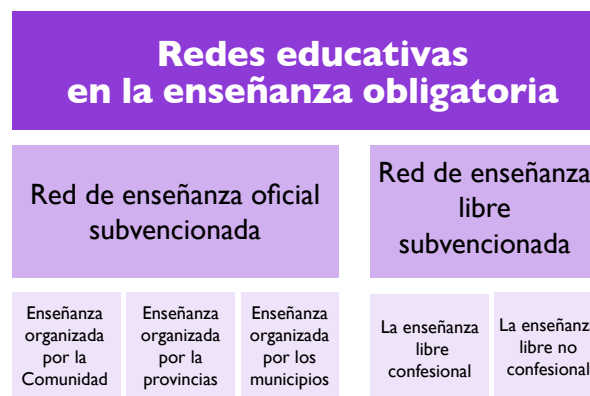 Redes educativas
en la enseñanza obligatoria
Red de enseñanza oficial
subvencionada
Red de enseñanza
libre
subvencionada
Enseñanza
organizada
por la
Comunidad
Enseñanza
organizada
por la
provincias
Enseñanza
organizada
por los
municipios
La enseñanza
libre
confesional
La enseñanz
libre no
confesional